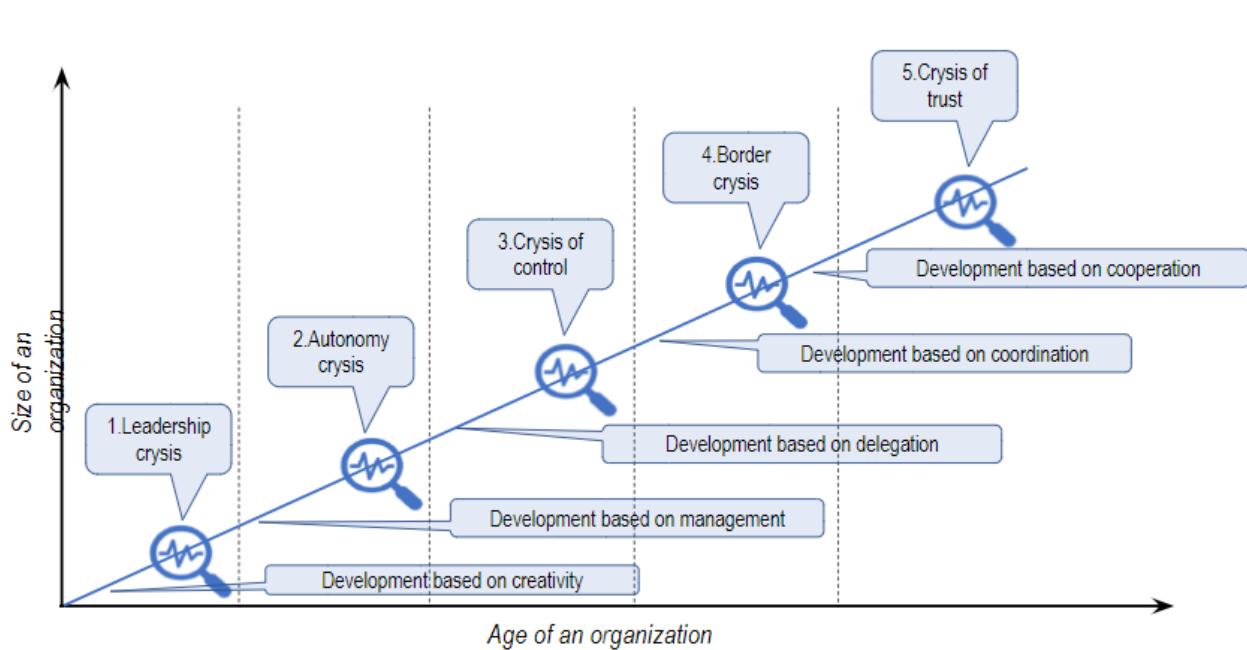 5.Crysis of
trust
4.Border
crysis
3.Crysis of
control
2.Autonomy
crysis
1.Leadership
crysis
Development based on cooperation
Development based on coordination
Development based on delegation
Development based on management
Development based on creativity
Size of an
organization
Age of an organization